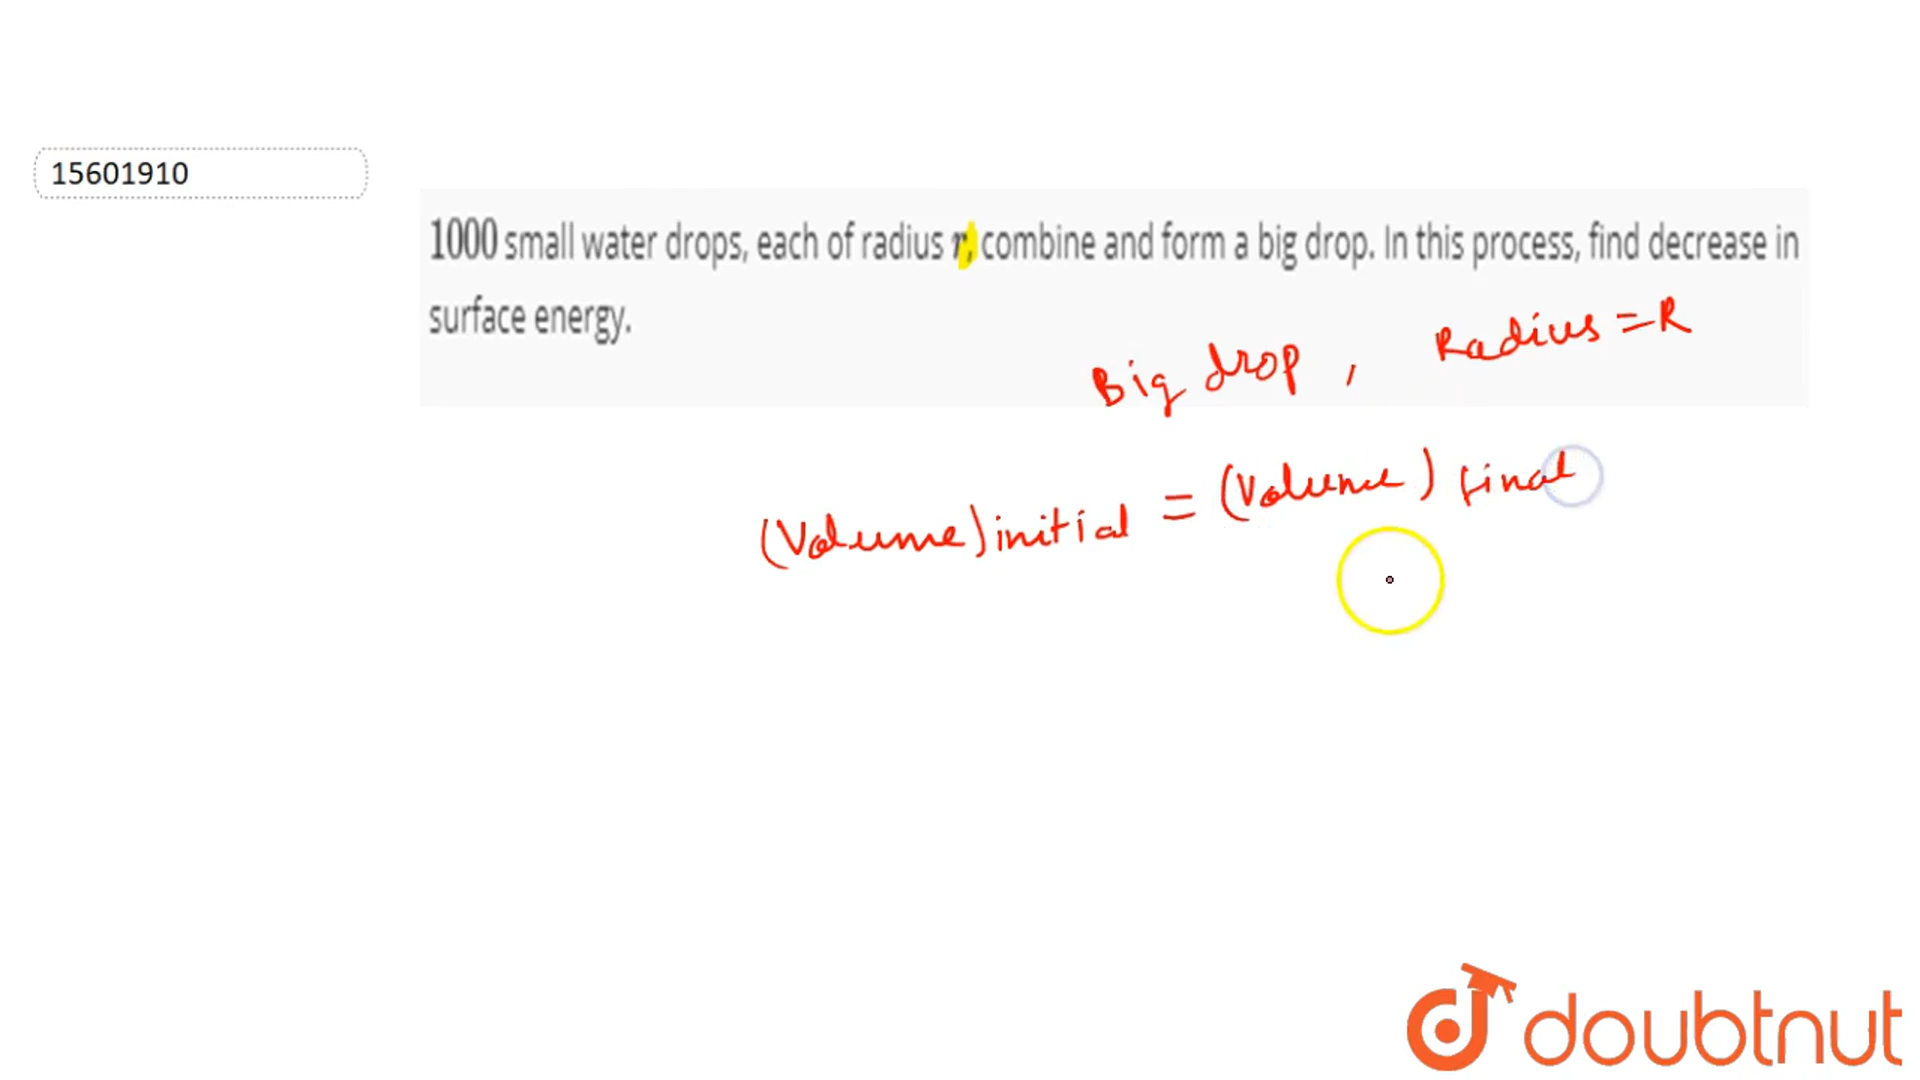 15601910
1000 small water drops, each of radius r, combine and form a big drop. In this process, find decrease in
surface energy.
Big drop, Radius = R
(Volume)initial = (Volume) final
doubtnut